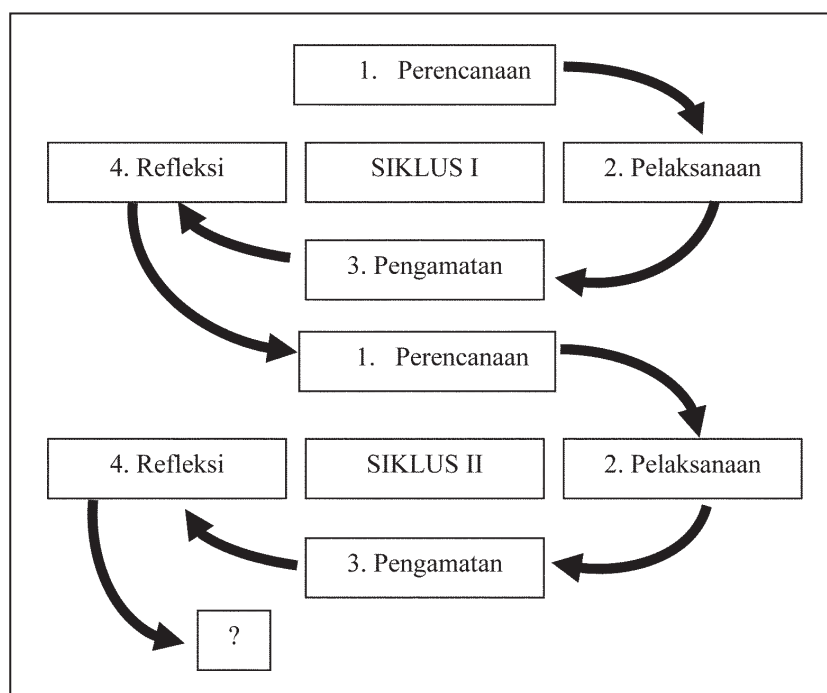 1. Perencanaan
4. Refleksi
SIKLUS I
2. Pelaksanaan
3. Pengamatan
1. Perencanaan
4. Refleksi
SIKLUS II
2. Pelaksanaan
3. Pengamatan
?